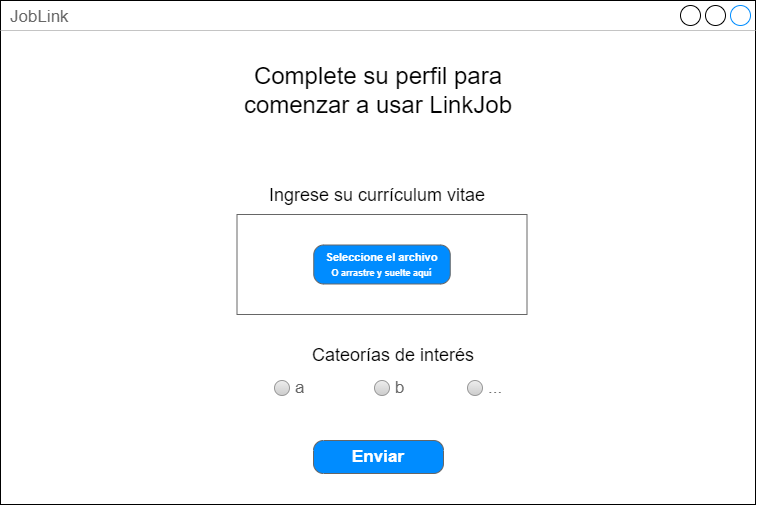 JobLink
Complete su perfil para
comenzar a usar LinkJob
Ingrese su currículum vitae
Seleccione el archivo
O arrastre y suelte aquí
Cateorías de interés
a b ...
Enviar